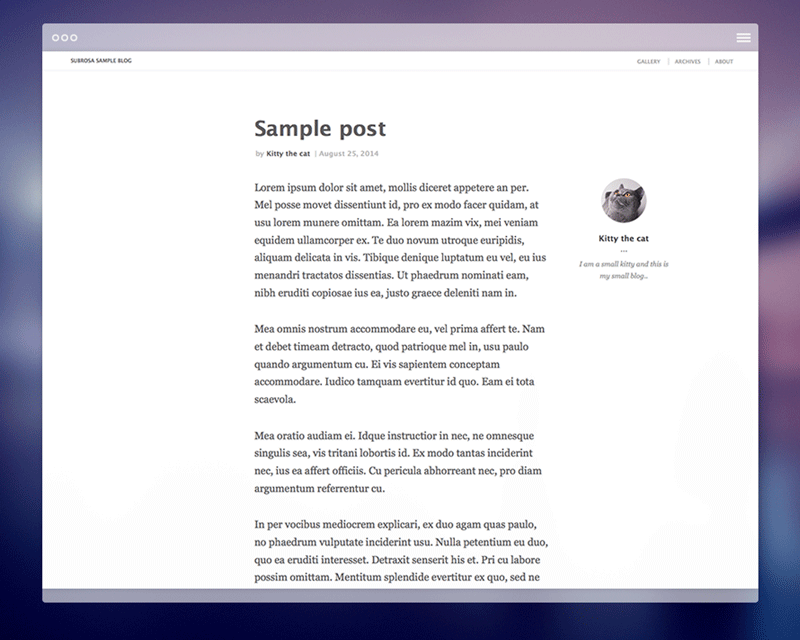 SUBROSA SAMPLE BLOG
GALLERY | ARCHIVES | ABOUT
Sample post
by Kitty the cat | August 25, 2014
Lorem ipsum dolor sit amet, mollis diceret appetere an per.
Mel posse movet dissentiunt id, pro ex modo facer quidam, at
usu lorem munere omittam. Ea lorem mazim vix, mei veniam
equidem ullamcorper ex. Te duo novum utroque euripidis,
aliquam delicata in vis. Tibique denique luptatum eu vel, eu ius
menandri tractatos dissentias. Ut phaedrum nominati eam,
nibh eruditi copiosae ius ea, justo graece deleniti nam in.
Mea omnis nostrum accommodare eu, vel prima affert te. Nam
et debet timeam detracto, quod patrioque mel in, usu paulo
quando argumentum cu. Ei vis sapientem conceptam
accommodare. Iudico tamquam evertitur id quo. Eam ei tota
scaevola.
Mea oratio audiam ei. Idque instructior in nec, ne omnesque
singulis sea, vis tritani lobortis id. Ex modo tantas inciderint
nec, ius ea affert officiis. Cu pericula abhorreant nec, pro diam
argumentum referrentur cu.
In per vocibus mediocrem explicari, ex duo agam quas paulo,
no phaedrum vulputate inciderint usu. Nulla petentium eu duo,
quo ea eruditi interesset. Detraxit senserit his et. Pri cu labore
possim omittam. Mentitum splendide evertitur ex quo, sed ne
Kitty the cat
...
I am a small kitty and this is
my small blog..